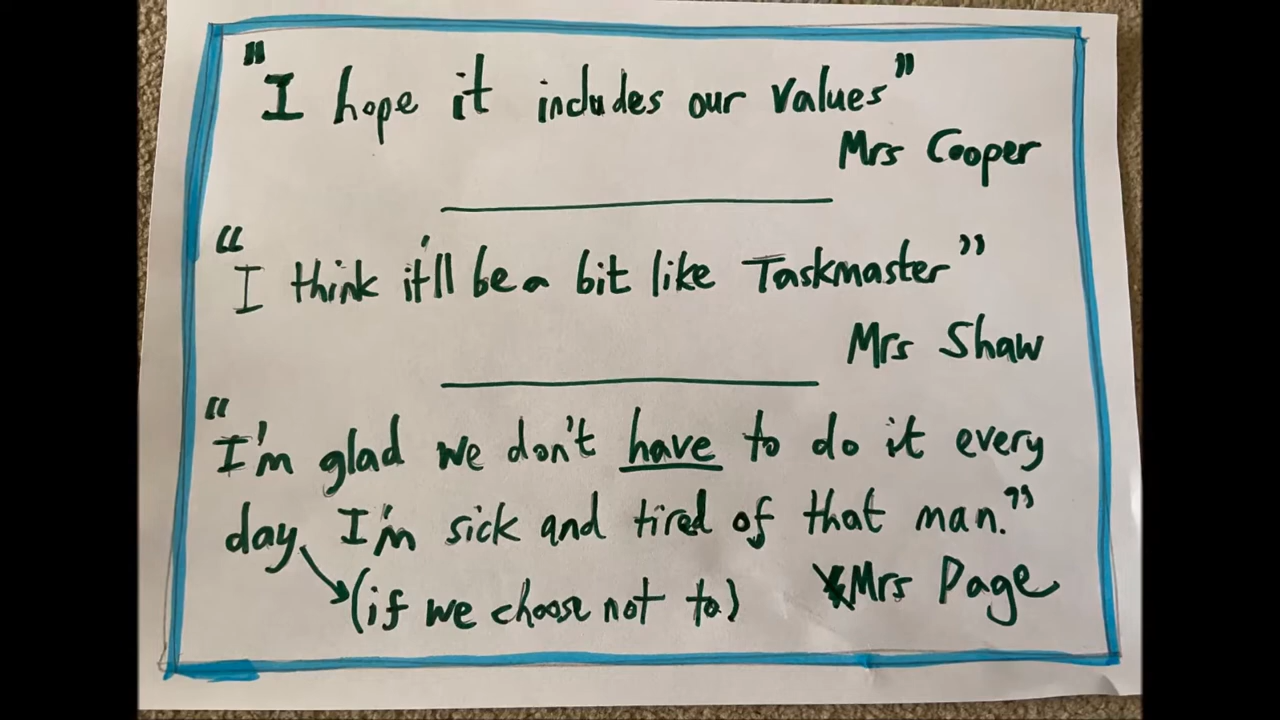 "I hope it includes our values"
Mrs Cooper
"I think it'll be a bit like Taskmaster"
Mrs Shaw
"I'm glad we don't have to do it every
day I'm sick and tired of that man."
(if we choose not to) Mrs Page